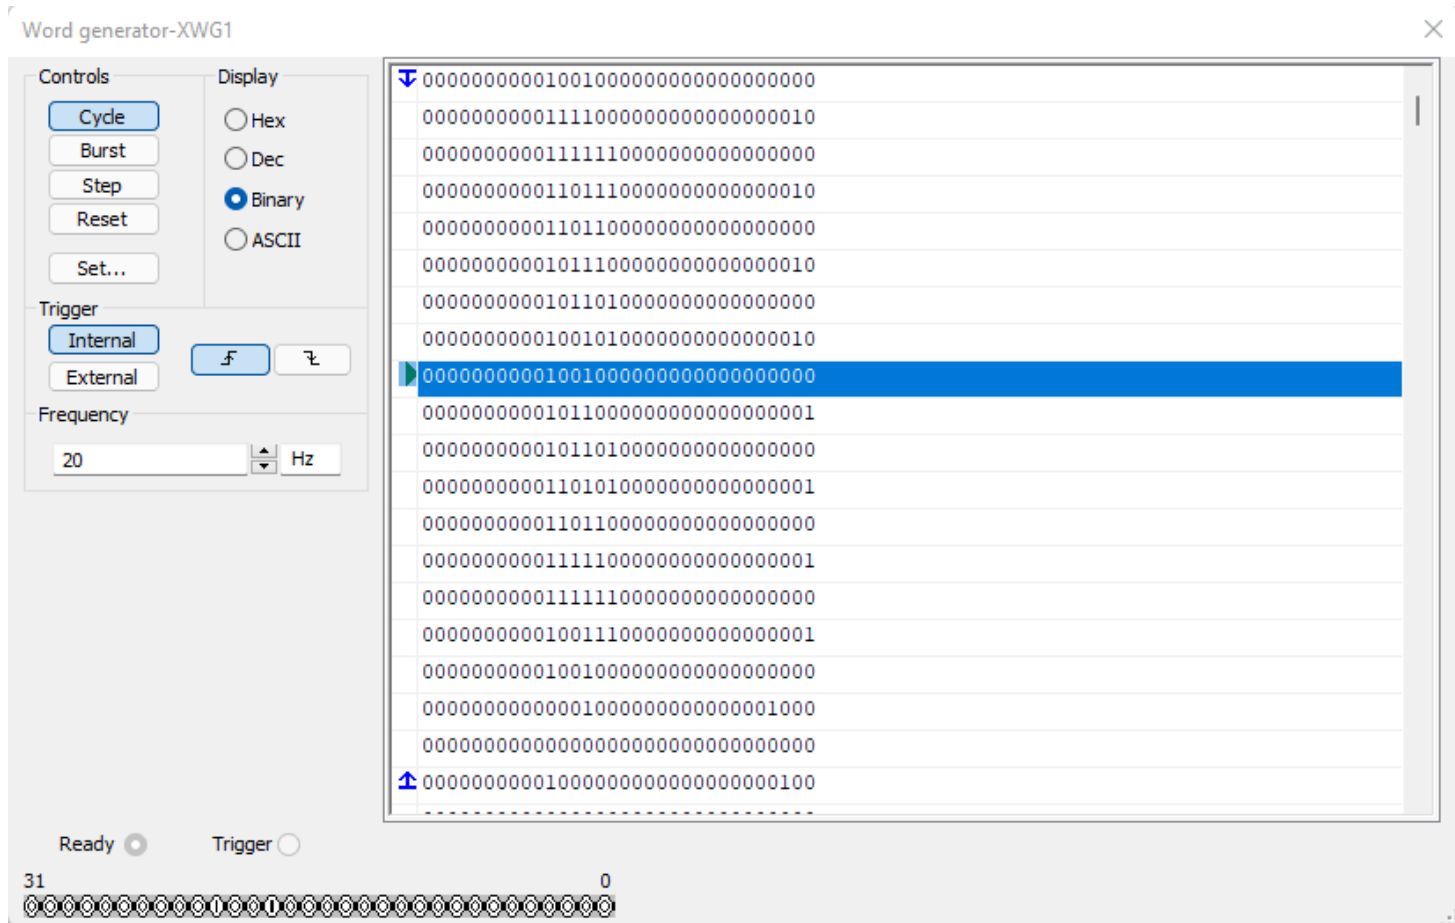 Word generator-XWG1
Controls
Cycle
Burst
Step
Reset
Set...
Display
Hex
Dec
Binary
ASCII
Trigger
Internal
External
Frequency
20
Hz
00000000001001000000000000000000
00000000001111000000000000000010
00000000001111110000000000000000
00000000001101110000000000000010
00000000001101100000000000000000
00000000001011100000000000000010
00000000001011010000000000000000
00000000001001010000000000000010
00000000001001000000000000000000
00000000001011000000000000000001
00000000001011010000000000000000
00000000001101010000000000000001
00000000001101100000000000000000
00000000001111100000000000000001
00000000001111110000000000000000
00000000001001110000000000000001
00000000001001000000000000000000
00000000000001000000000000001000
00000000000000000000000000000000
00000000001000000000000000000100
Ready
Trigger
31 0